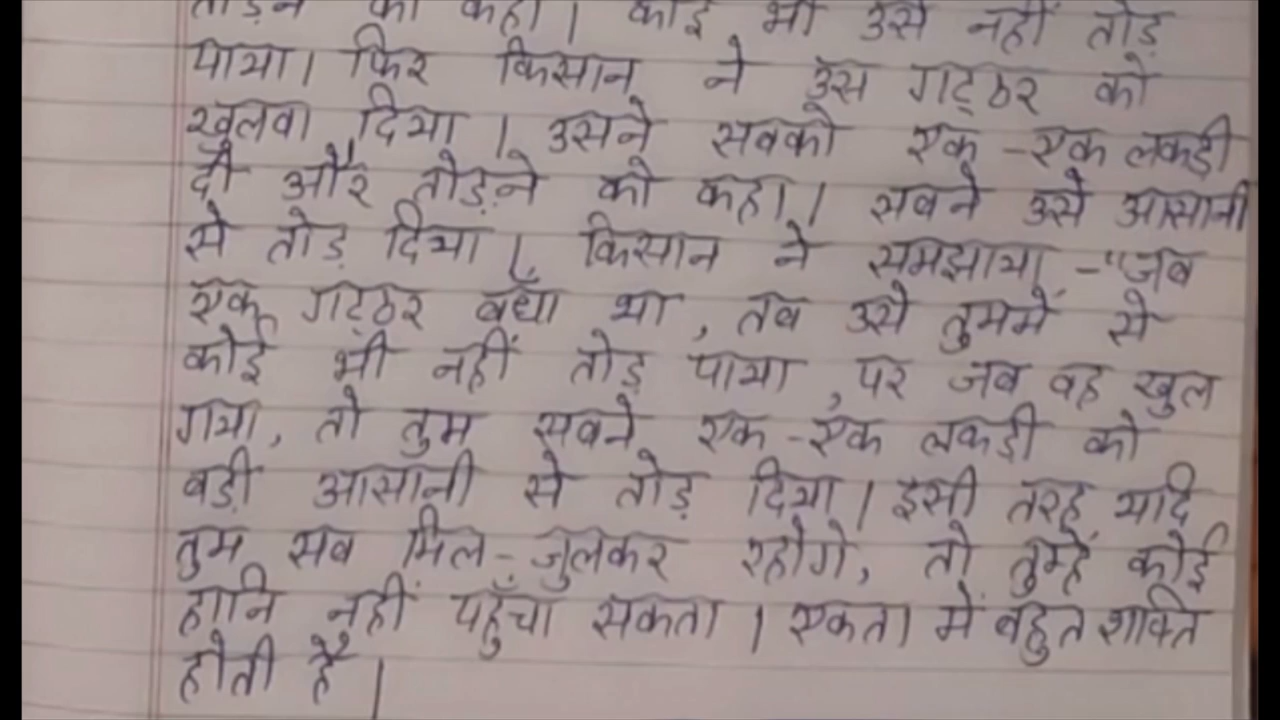 तोड़ने को कहा। कोई भी उसे नहीं तोड़
पाया। फिर किसान ने उस गट्ठर को
खुलवा दिया। उसने सबको एक-एक लकड़ी
दी और तोड़ने को कहा। सबने उसे आसानी
से तोड़ दिया। किसान ने समझाया -"जब
एक गट्ठर बँधा था, तब उसे तुममें से
कोई भी नहीं तोड़ पाया, पर जब वह खुल
गया, तो तुम सबने एक-एक लकड़ी को
बड़ी आसानी से तोड़ दिया। इसी तरह यदि
तुम सब मिल-जुलकर रहोगे, तो तुम्हें कोई
हानि नहीं पहुँचा सकता। एकता में बहुत शक्ति
होती है।